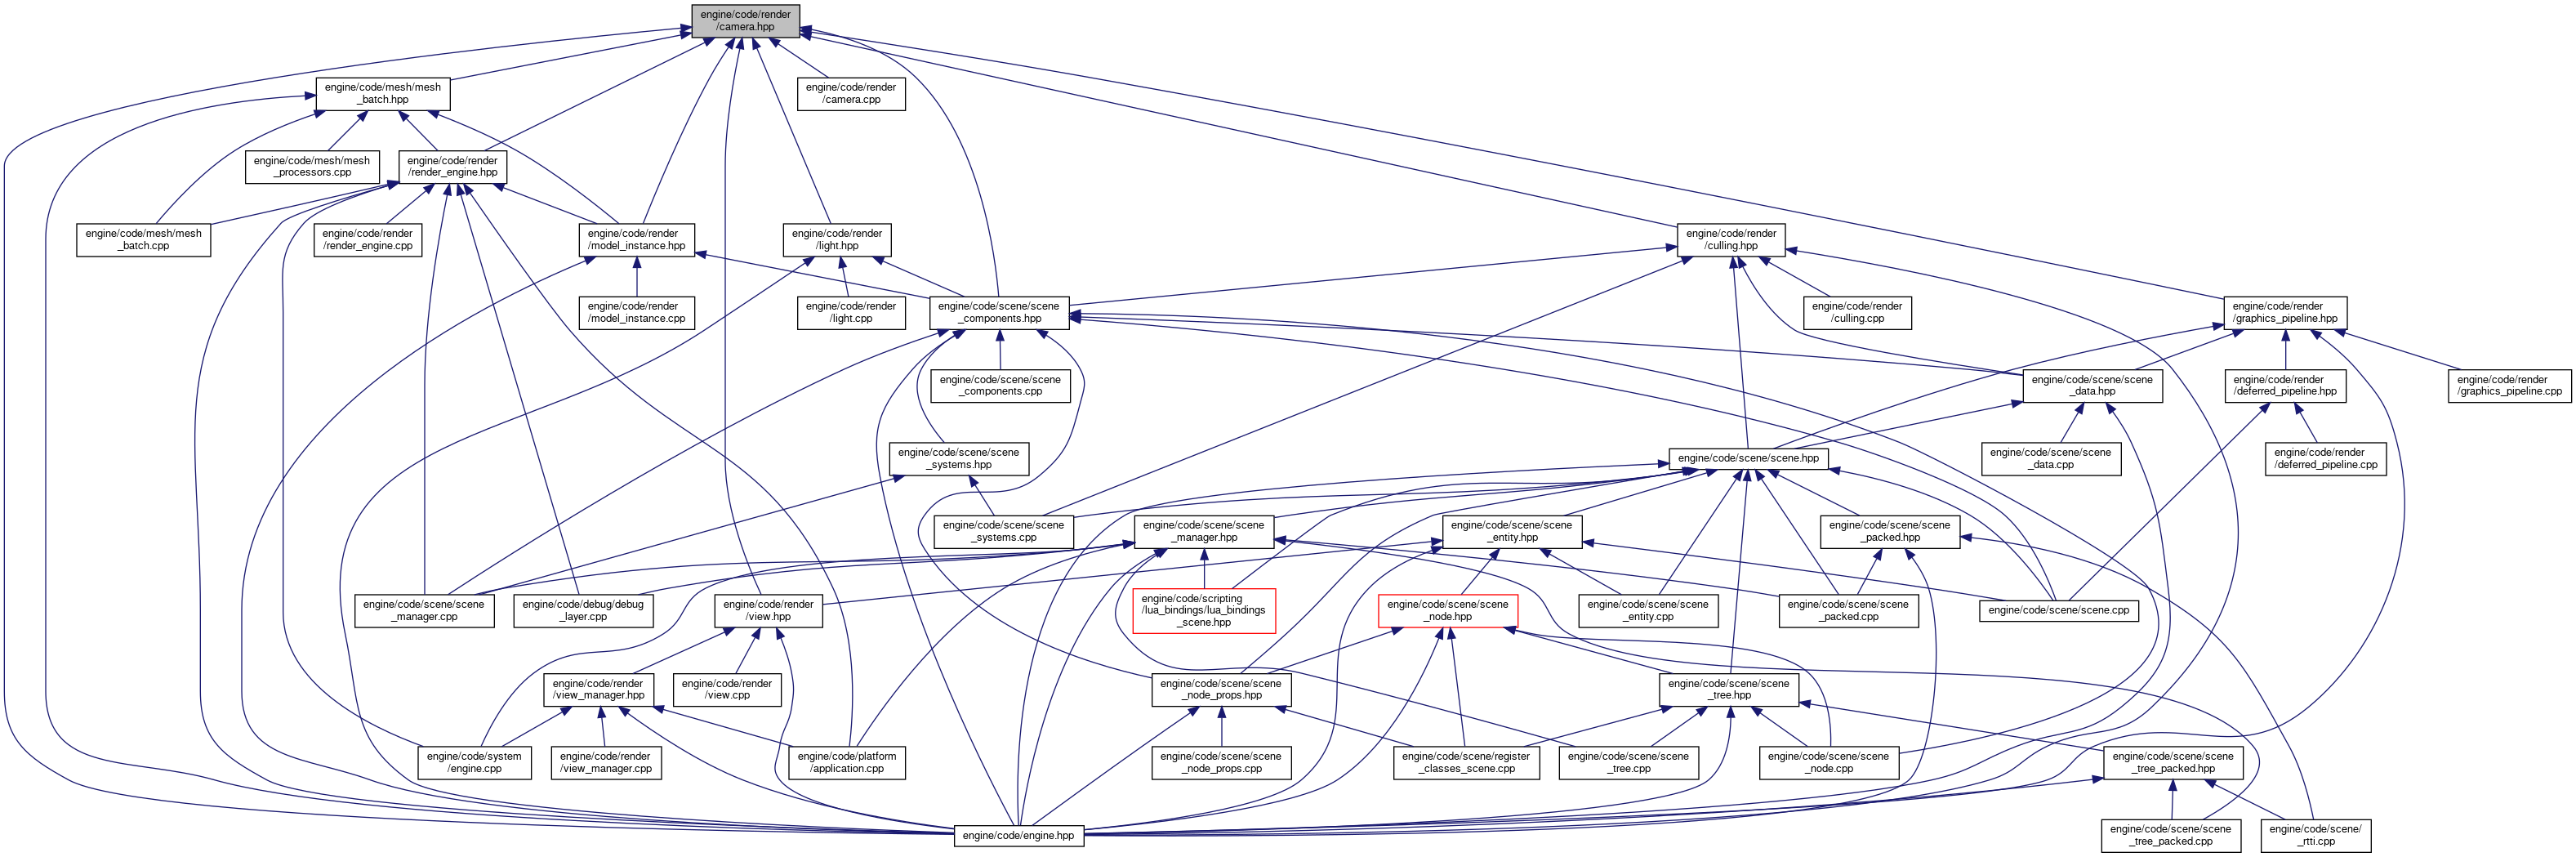 engine/code/render
/camera.hpp
engine/code/mesh/mesh
_batch.hpp
engine/code/render
/camera.cpp
engine/code/mesh/mesh
_processors.cpp
engine/code/render
/render_engine.hpp
engine/code/mesh/mesh
_batch.cpp
engine/code/render
/render_engine.cpp
engine/code/render
/model_instance.hpp
engine/code/render
/light.hpp
engine/code/render
/culling.hpp
engine/code/render
/model_instance.cpp
engine/code/render
/light.cpp
engine/code/scene/scene
_components.hpp
engine/code/render
/culling.cpp
engine/code/render
/graphics_pipeline.hpp
engine/code/scene/scene
_components.cpp
engine/code/scene/scene
_data.hpp
engine/code/render
/deferred_pipeline.hpp
engine/code/render
/graphics_pipeline.cpp
engine/code/scene/scene
_systems.hpp
engine/code/scene/scene.hpp
engine/code/scene/scene
_data.cpp
engine/code/render
/deferred_pipeline.cpp
engine/code/scene/scene
_systems.cpp
engine/code/scene/scene
_manager.hpp
engine/code/scene/scene
_entity.hpp
engine/code/scene/scene
_packed.hpp
engine/code/scene/scene
_manager.cpp
engine/code/debug/debug
_layer.cpp
engine/code/render
/view.hpp
engine/code/scripting
/lua_bindings/lua_bindings
_scene.hpp
engine/code/scene/scene
_node.hpp
engine/code/scene/scene
_entity.cpp
engine/code/scene/scene
_packed.cpp
engine/code/scene/scene.cpp
engine/code/render
/view_manager.hpp
engine/code/render
/view.cpp
engine/code/scene/scene
_node_props.hpp
engine/code/scene/scene
_tree.hpp
engine/code/system
/engine.cpp
engine/code/render
/view_manager.cpp
engine/code/platform
/application.cpp
engine/code/scene/scene
_node_props.cpp
engine/code/scene/register
_classes_scene.cpp
engine/code/scene/scene
_tree.cpp
engine/code/scene/scene
_node.cpp
engine/code/scene/scene
_tree_packed.hpp
engine/code/engine.hpp
engine/code/scene/scene
_tree_packed.cpp
engine/code/scene/
_rtti.cpp